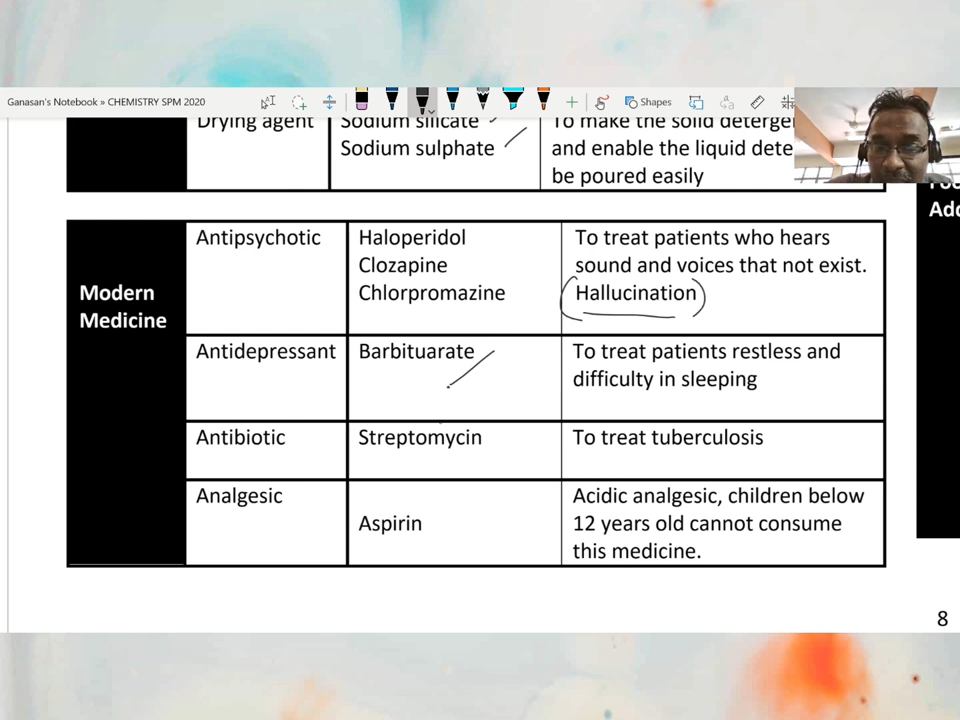 Ganasan's Notebook » CHEMISTRY SPM 2020
Shapes
Drying agent
Sodium silicate
Sodium sulphate
To make the solid deterge
and enable the liquid dete
be poured easily
Add
Modern
Medicine
Antipsychotic
Haloperidol
Clozapine
Chlorpromazine
To treat patients who hears
sound and voices that not exist.
Hallucination
Antidepressant
Barbituarate
To treat patients restless and
difficulty in sleeping
Antibiotic
Streptomycin
To treat tuberculosis
Analgesic
Aspirin
Acidic analgesic, children below
12 years old cannot consume
this medicine.
8